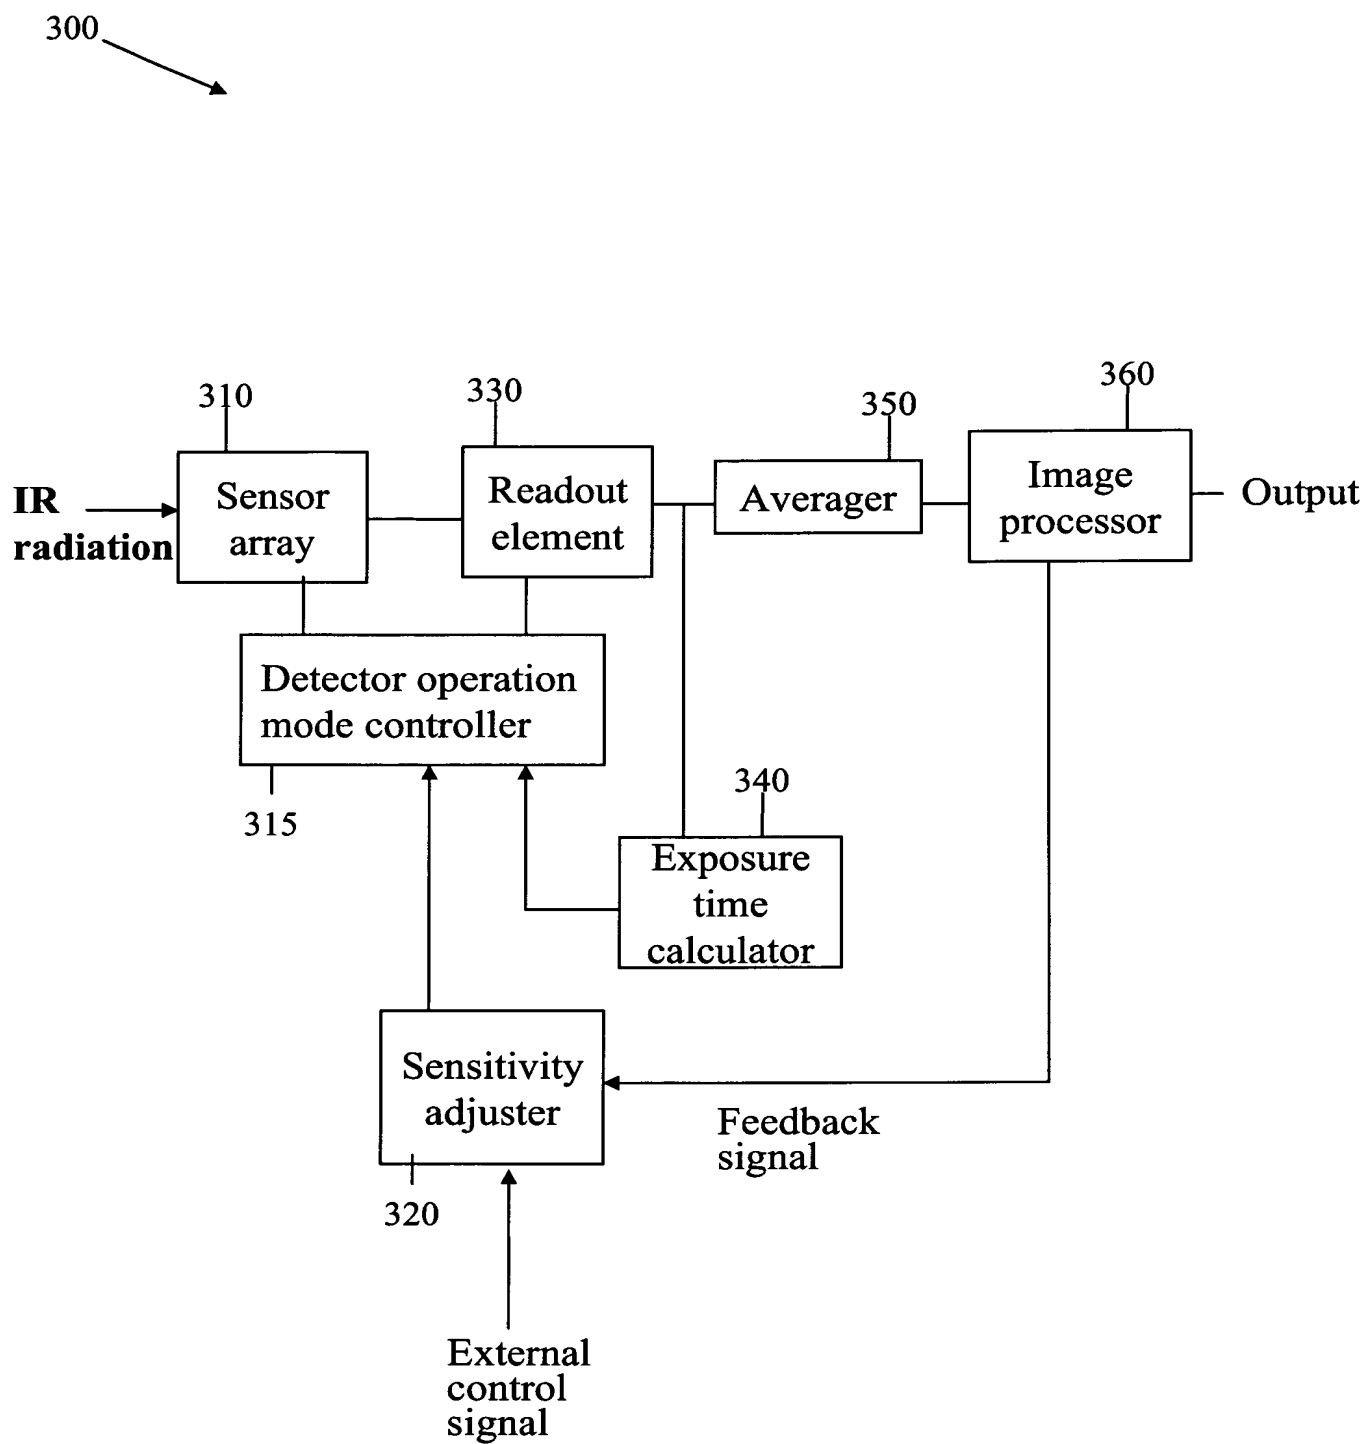 300
310
330
350
360
IR
radiation
Sensor
array
Readout
element
Averager
Image
processor
Output
Detector operation
mode controller
315
340
Exposure
time
calculator
Sensitivity
adjuster
320
Feedback
signal
External
control
signal